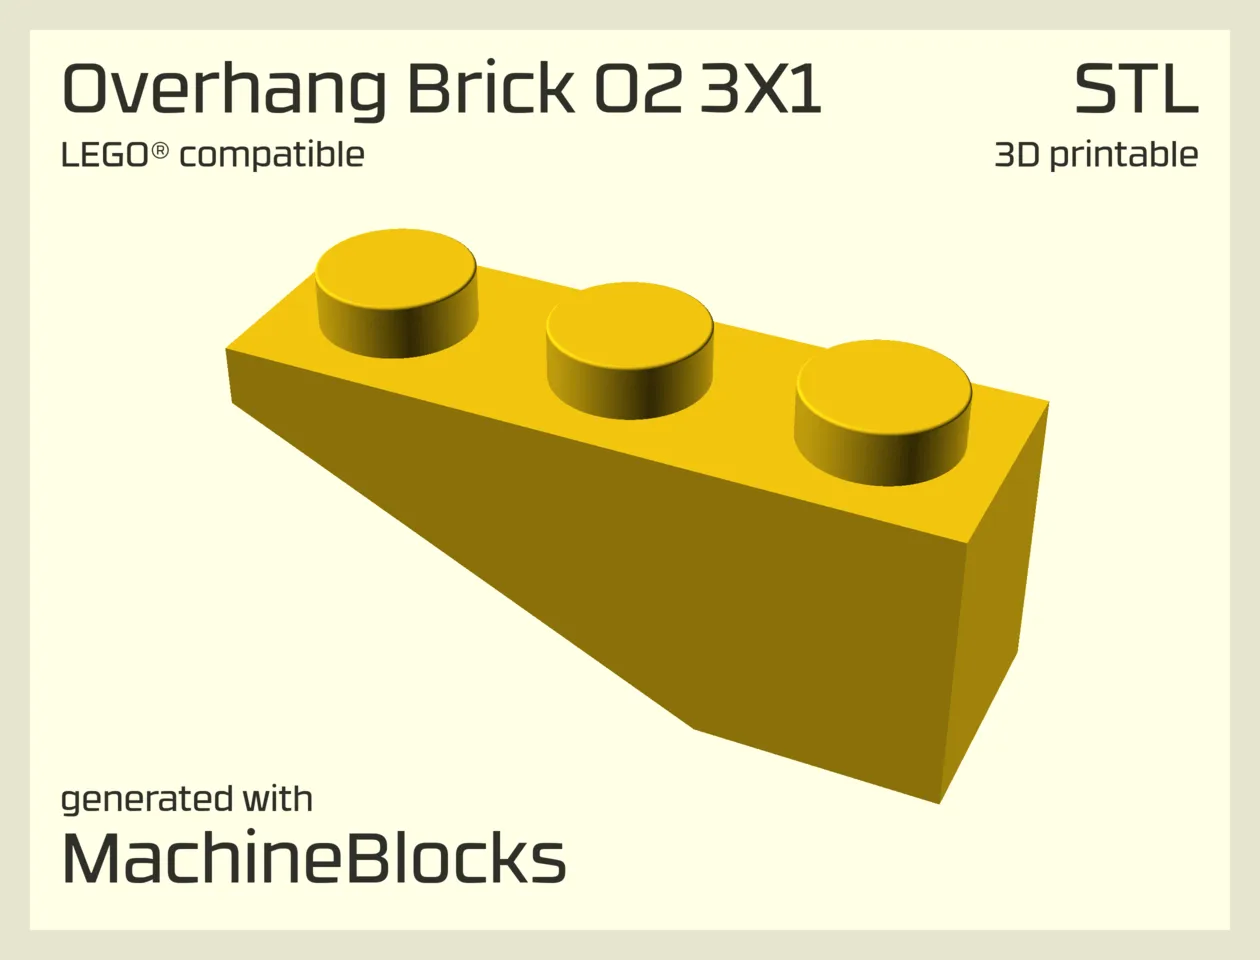 Overhang Brick 02 3X1
STL
LEGO® compatible
3D printable
generated with
MachineBlocks